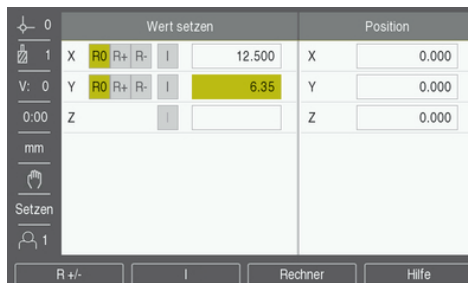 0 Wert setzen Position
1 X R0 R+ R- I 12.500 X 0.000
V: 0 Y R0 R+ R- I 6.35 Y 0.000
0:00 Z I Z 0.000
mm
Setzen
1
R +/- I Rechner Hilfe